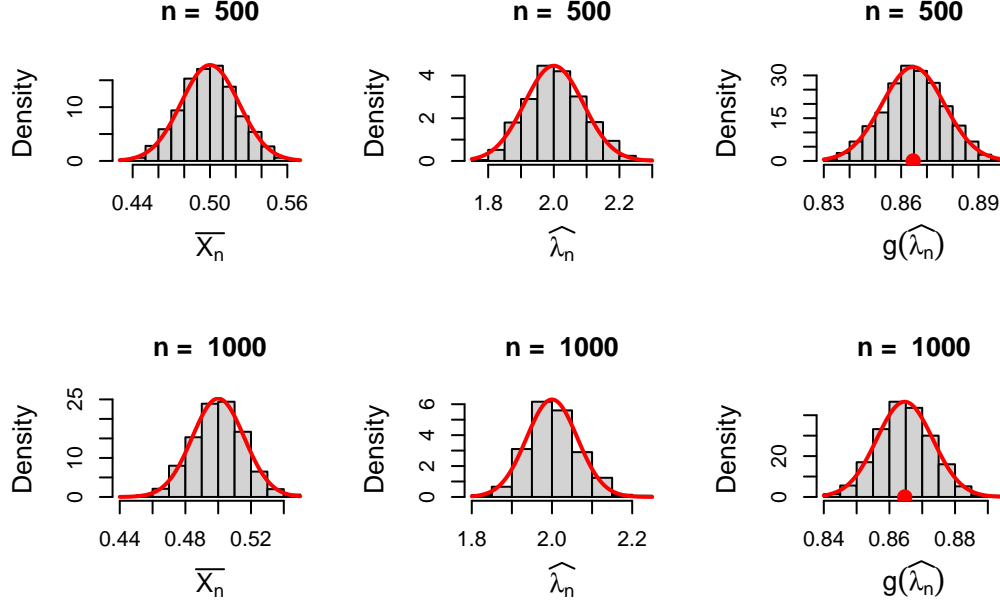 n = 500
Density
0 10
0.44 0.50 0.56
X̅n
n = 500
Density
0 2 4
1.8 2.0 2.2
λ̂n
n = 500
Density
0 15 30
0.83 0.86 0.89
g(λ̂n)
n = 1000
Density
0 10 25
0.44 0.48 0.52
X̅n
n = 1000
Density
0 2 4 6
1.8 2.0 2.2
λ̂n
n = 1000
Density
0 20
0.84 0.86 0.88
g(λ̂n)